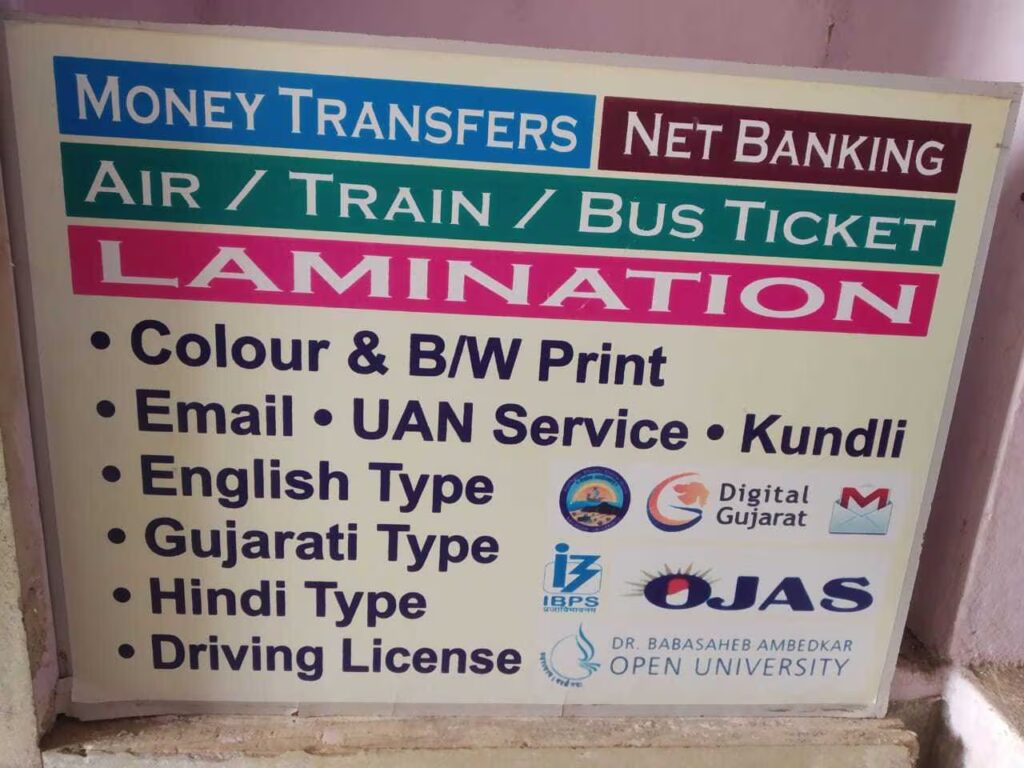 MONEY TRANSFERS NET BANKING
AIR / TRAIN / BUS TICKET
LAMINATION
• Colour & B/W Print
• Email • UAN Service • Kundli
• English Type
• Gujarati Type
• Hindi Type
• Driving License
Digital
Gujarat
IBPS
OJAS
DR. BABASAHEB AMBEDKAR
OPEN UNIVERSITY